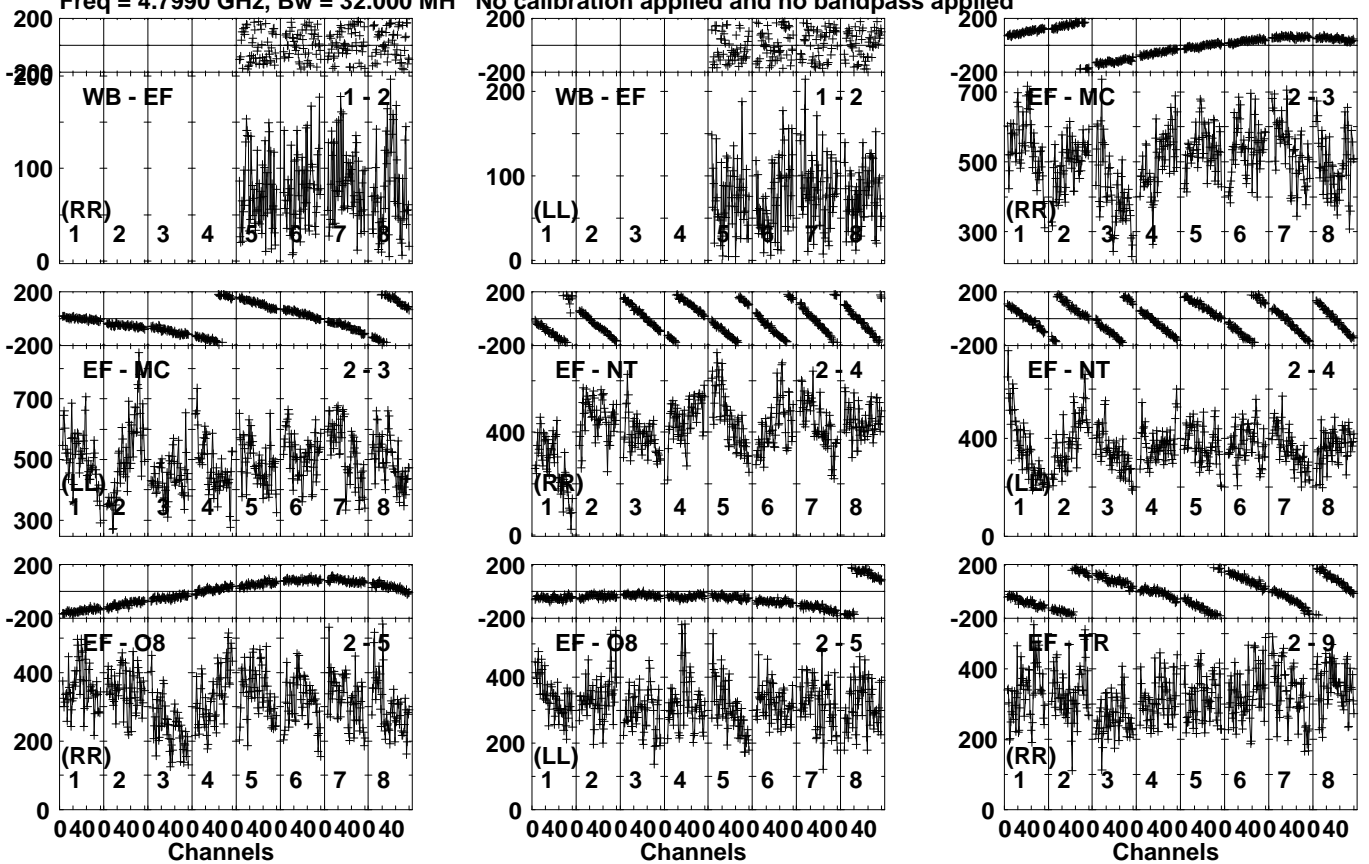 Freq = 4.7990 GHz, Bw = 32.000 MH No calibration applied and no bandpass applied
200
-200
200
WB - EF 1 - 2
100
(RR)
1 2 3 4 5 6 7 8
0
200
-200
200
WB - EF 1 - 2
100
(LL)
1 2 3 4 5 6 7 8
0
200
-200
700
EF - MC 2 - 3
500
(RR)
300
1 2 3 4 5 6 7 8
200
-200
EF - MC 2 - 3
700
500
(LL)
1 2 3 4 5 6 7 8
300
200
-200
EF - NT 2 - 4
400
(RR)
1 2 3 4 5 6 7 8
0
200
-200
EF - NT 2 - 4
400
(LL)
1 2 3 4 5 6 7 8
0
200
-200
EF - O8 2 - 5
400
200
(RR)
1 2 3 4 5 6 7 8
0
0 40 0 40 0 40 0 40 0 40 0 40 0 40 0 40
Channels
200
-200
EF - O8 2 - 5
400
200
(LL)
1 2 3 4 5 6 7 8
0
0 40 0 40 0 40 0 40 0 40 0 40 0 40 0 40
Channels
200
-200
EF - TR 2 - 9
400
200
(RR)
1 2 3 4 5 6 7 8
0
0 40 0 40 0 40 0 40 0 40 0 40 0 40 0 40
Channels